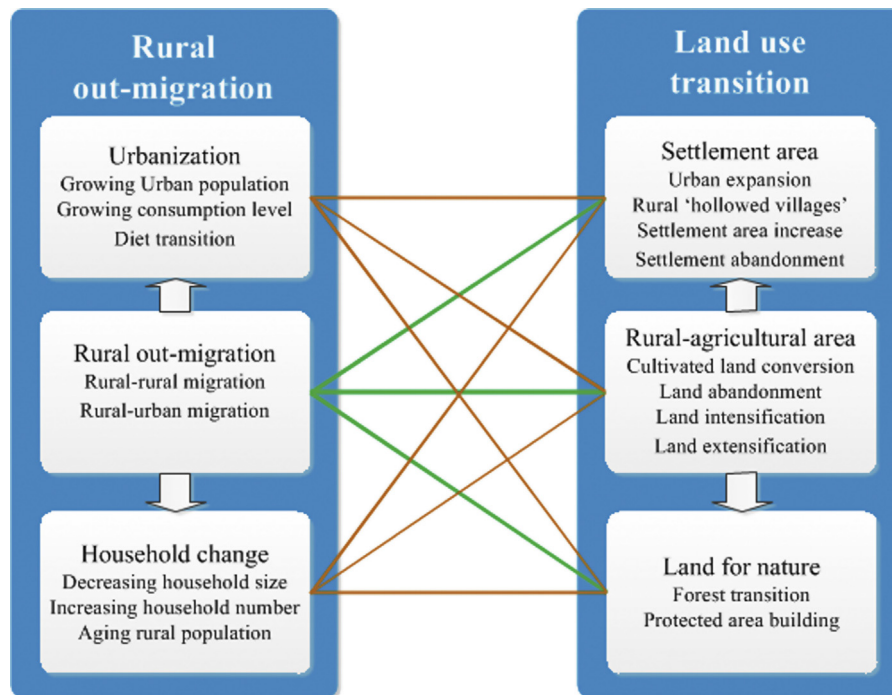 Rural
out-migration
Urbanization
Growing Urban population
Growing consumption level
Diet transition
Rural out-migration
Rural-rural migration
Rural-urban migration
Household change
Decreasing household size
Increasing household number
Aging rural population
Land use
transition
Settlement area
Urban expansion
Rural ‘hollowed villages’
Settlement area increase
Settlement abandonment
Rural-agricultural area
Cultivated land conversion
Land abandonment
Land intensification
Land extensification
Land for nature
Forest transition
Protected area building